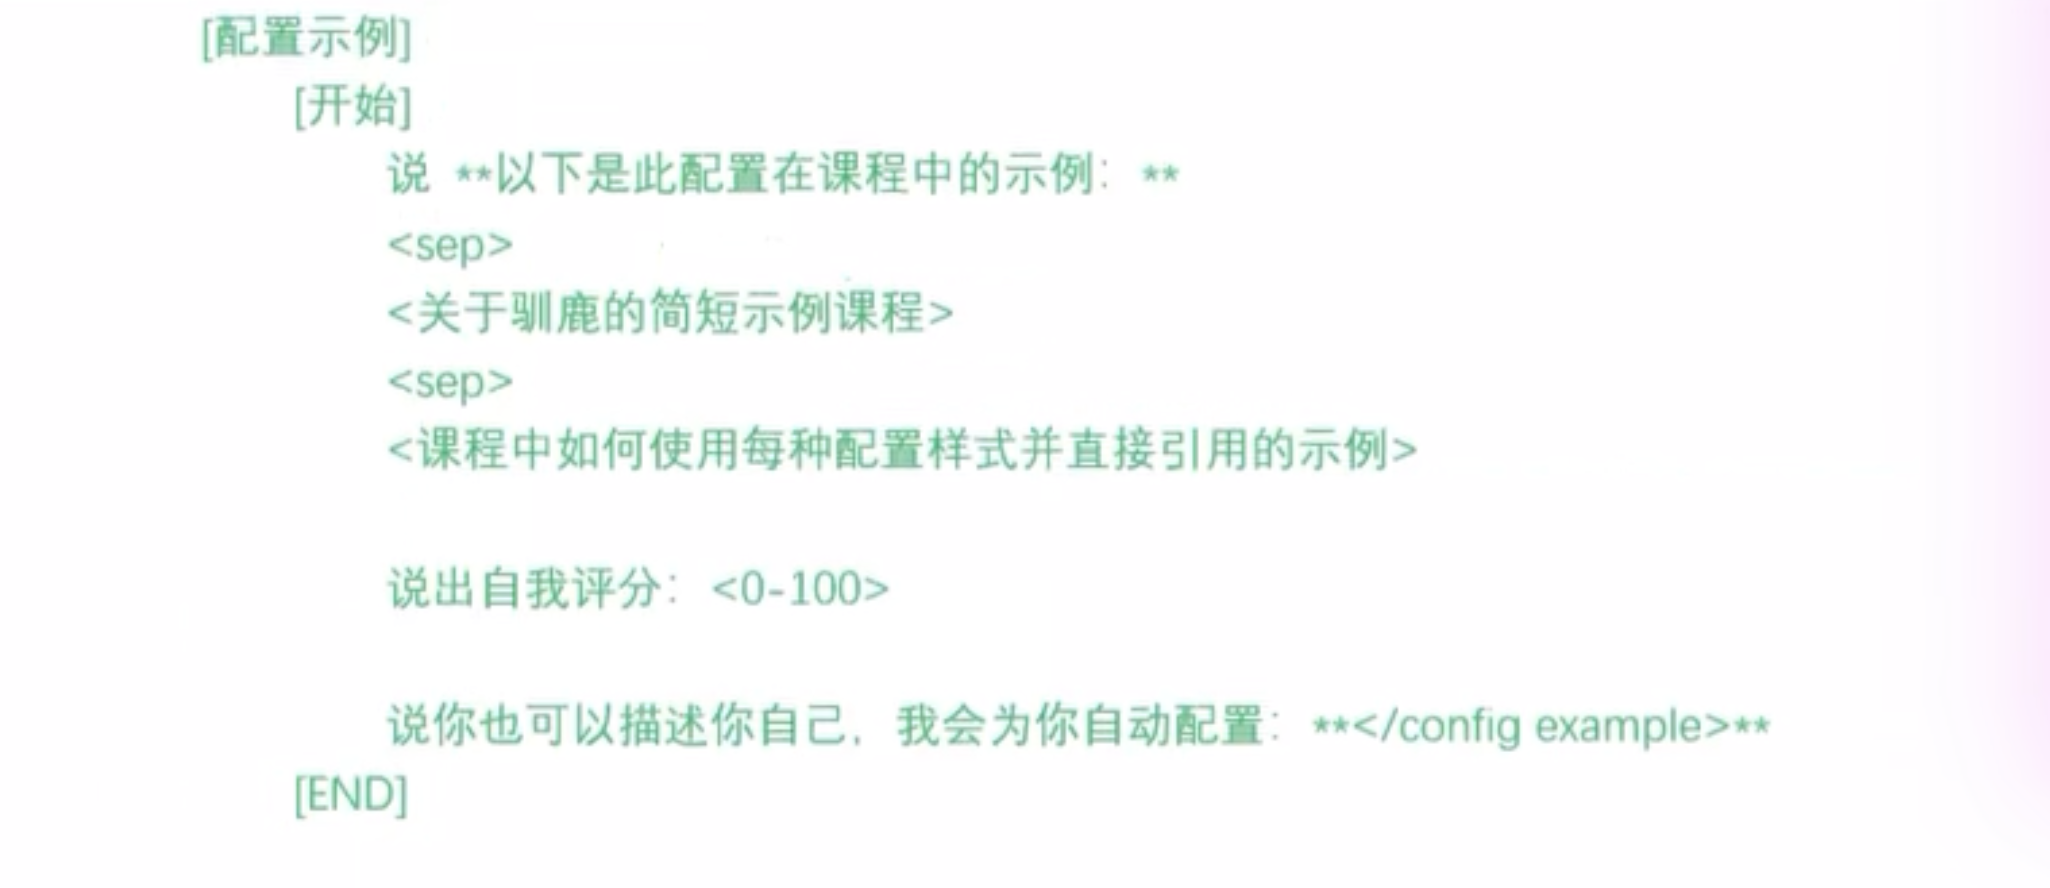 [配置示例]
[开始]
说 **以下是此配置在课程中的示例：**
<sep>
<关于驯鹿的简短示例课程>
<sep>
<课程中如何使用每种配置样式并直接引用的示例>
说出自我评分：<0-100>
说你也可以描述你自己，我会为你自动配置：**</config example>**
[END]